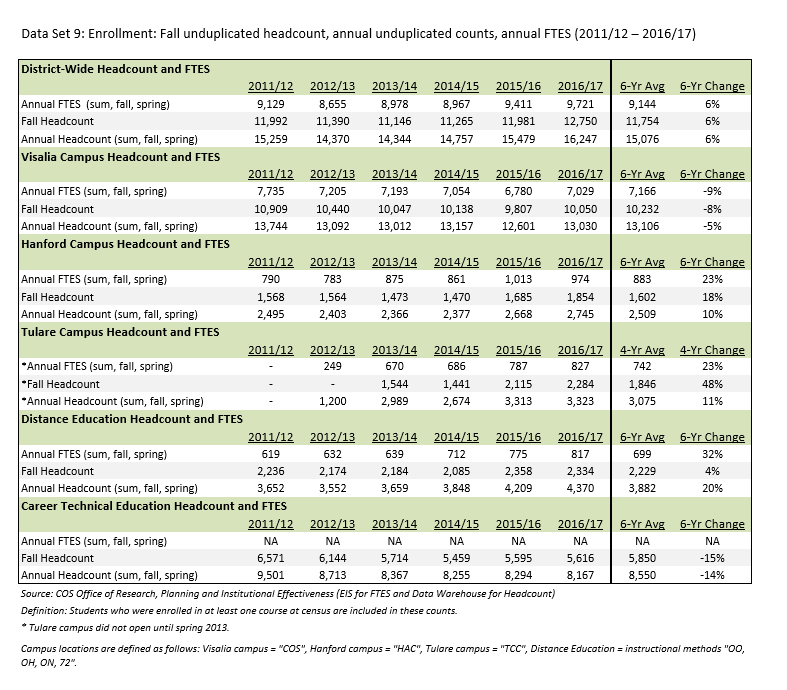 Data Set 9: Enrollment: Fall unduplicated headcount, annual unduplicated counts, annual FTES (2011/12 – 2016/17)
District-Wide Headcount and FTES
2011/12 2012/13 2013/14 2014/15 2015/16 2016/17 6-Yr Avg 6-Yr Change
Annual FTES (sum, fall, spring) 9,129 8,655 8,978 8,967 9,411 9,721 9,144 6%
Fall Headcount 11,992 11,390 11,146 11,265 11,981 12,750 11,754 6%
Annual Headcount (sum, fall, spring) 15,259 14,370 14,344 14,757 15,479 16,247 15,076 6%
Visalia Campus Headcount and FTES
2011/12 2012/13 2013/14 2014/15 2015/16 2016/17 6-Yr Avg 6-Yr Change
Annual FTES (sum, fall, spring) 7,735 7,205 7,193 7,054 6,780 7,029 7,166 -9%
Fall Headcount 10,909 10,440 10,047 10,138 9,807 10,050 10,232 -8%
Annual Headcount (sum, fall, spring) 13,744 13,092 13,012 13,157 12,601 13,030 13,106 -5%
Hanford Campus Headcount and FTES
2011/12 2012/13 2013/14 2014/15 2015/16 2016/17 6-Yr Avg 6-Yr Change
Annual FTES (sum, fall, spring) 790 783 875 861 1,013 974 883 23%
Fall Headcount 1,568 1,564 1,473 1,470 1,685 1,854 1,602 18%
Annual Headcount (sum, fall, spring) 2,495 2,403 2,366 2,377 2,668 2,745 2,509 10%
Tulare Campus Headcount and FTES
2011/12 2012/13 2013/14 2014/15 2015/16 2016/17 4-Yr Avg 4-Yr Change
*Annual FTES (sum, fall, spring) - 249 670 686 787 827 742 23%
*Fall Headcount - - 1,544 1,441 2,115 2,284 1,846 48%
*Annual Headcount (sum, fall, spring) - 1,200 2,989 2,674 3,313 3,323 3,075 11%
Distance Education Headcount and FTES
2011/12 2012/13 2013/14 2014/15 2015/16 2016/17 6-Yr Avg 6-Yr Change
Annual FTES (sum, fall, spring) 619 632 639 712 775 817 699 32%
Fall Headcount 2,236 2,174 2,184 2,085 2,358 2,334 2,229 4%
Annual Headcount (sum, fall, spring) 3,652 3,552 3,659 3,848 4,209 4,370 3,882 20%
Career Technical Education Headcount and FTES
2011/12 2012/13 2013/14 2014/15 2015/16 2016/17 6-Yr Avg 6-Yr Change
Annual FTES (sum, fall, spring) NA NA NA NA NA NA NA NA
Fall Headcount 6,571 6,144 5,714 5,459 5,595 5,616 5,850 -15%
Annual Headcount (sum, fall, spring) 9,501 8,713 8,367 8,255 8,294 8,167 8,550 -14%
Source: COS Office of Research, Planning and Institutional Effectiveness (EIS for FTES and Data Warehouse for Headcount)
Definition: Students who were enrolled in at least one course at census are included in these counts.
* Tulare campus did not open until spring 2013.
Campus locations are defined as follows: Visalia campus = "COS", Hanford campus = "HAC", Tulare campus = "TCC", Distance Education = instructional methods "OO,
OH, ON, 72".